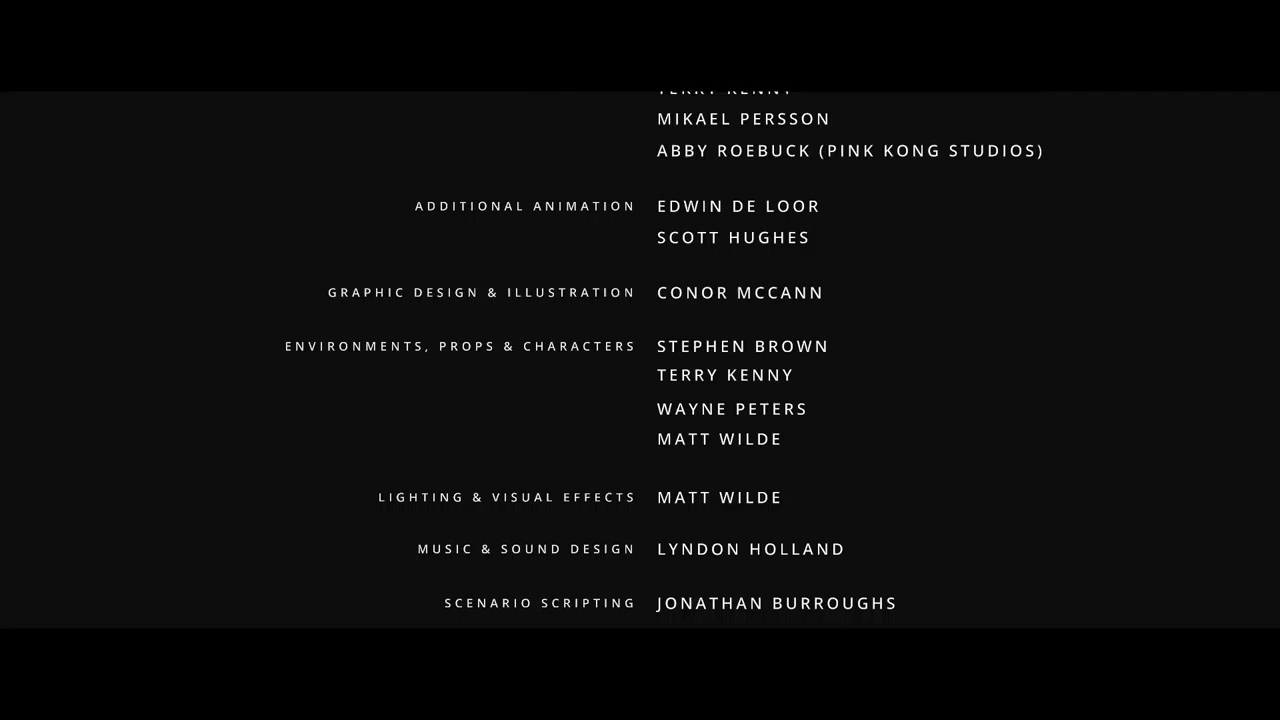 TERRY KENNY
MIKAEL PERSSON
ABBY ROEBUCK (PINK KONG STUDIOS)
ADDITIONAL ANIMATION EDWIN DE LOOR
SCOTT HUGHES
GRAPHIC DESIGN & ILLUSTRATION CONOR MCCANN
ENVIRONMENTS, PROPS & CHARACTERS STEPHEN BROWN
TERRY KENNY
WAYNE PETERS
MATT WILDE
LIGHTING & VISUAL EFFECTS MATT WILDE
MUSIC & SOUND DESIGN LYNDON HOLLAND
SCENARIO SCRIPTING JONATHAN BURROUGHS